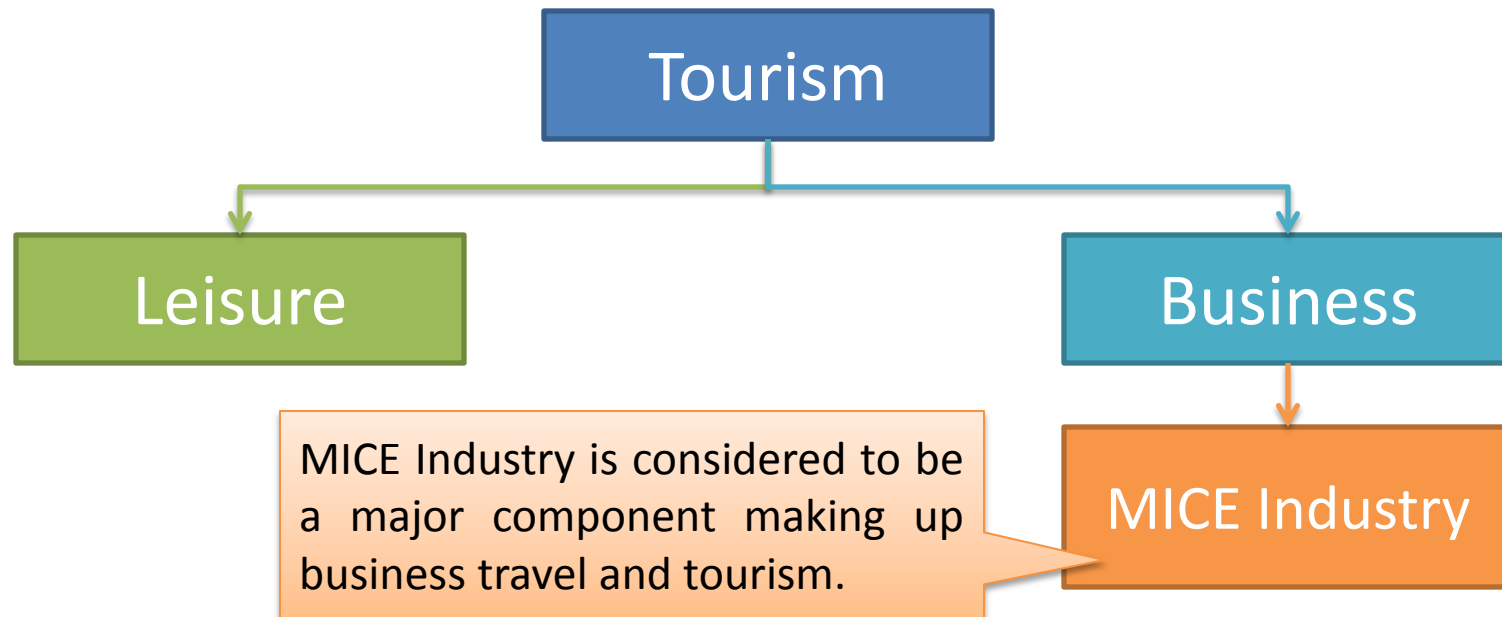 Tourism
Leisure
Business
MICE Industry is considered to be
a major component making up
business travel and tourism.
MICE Industry